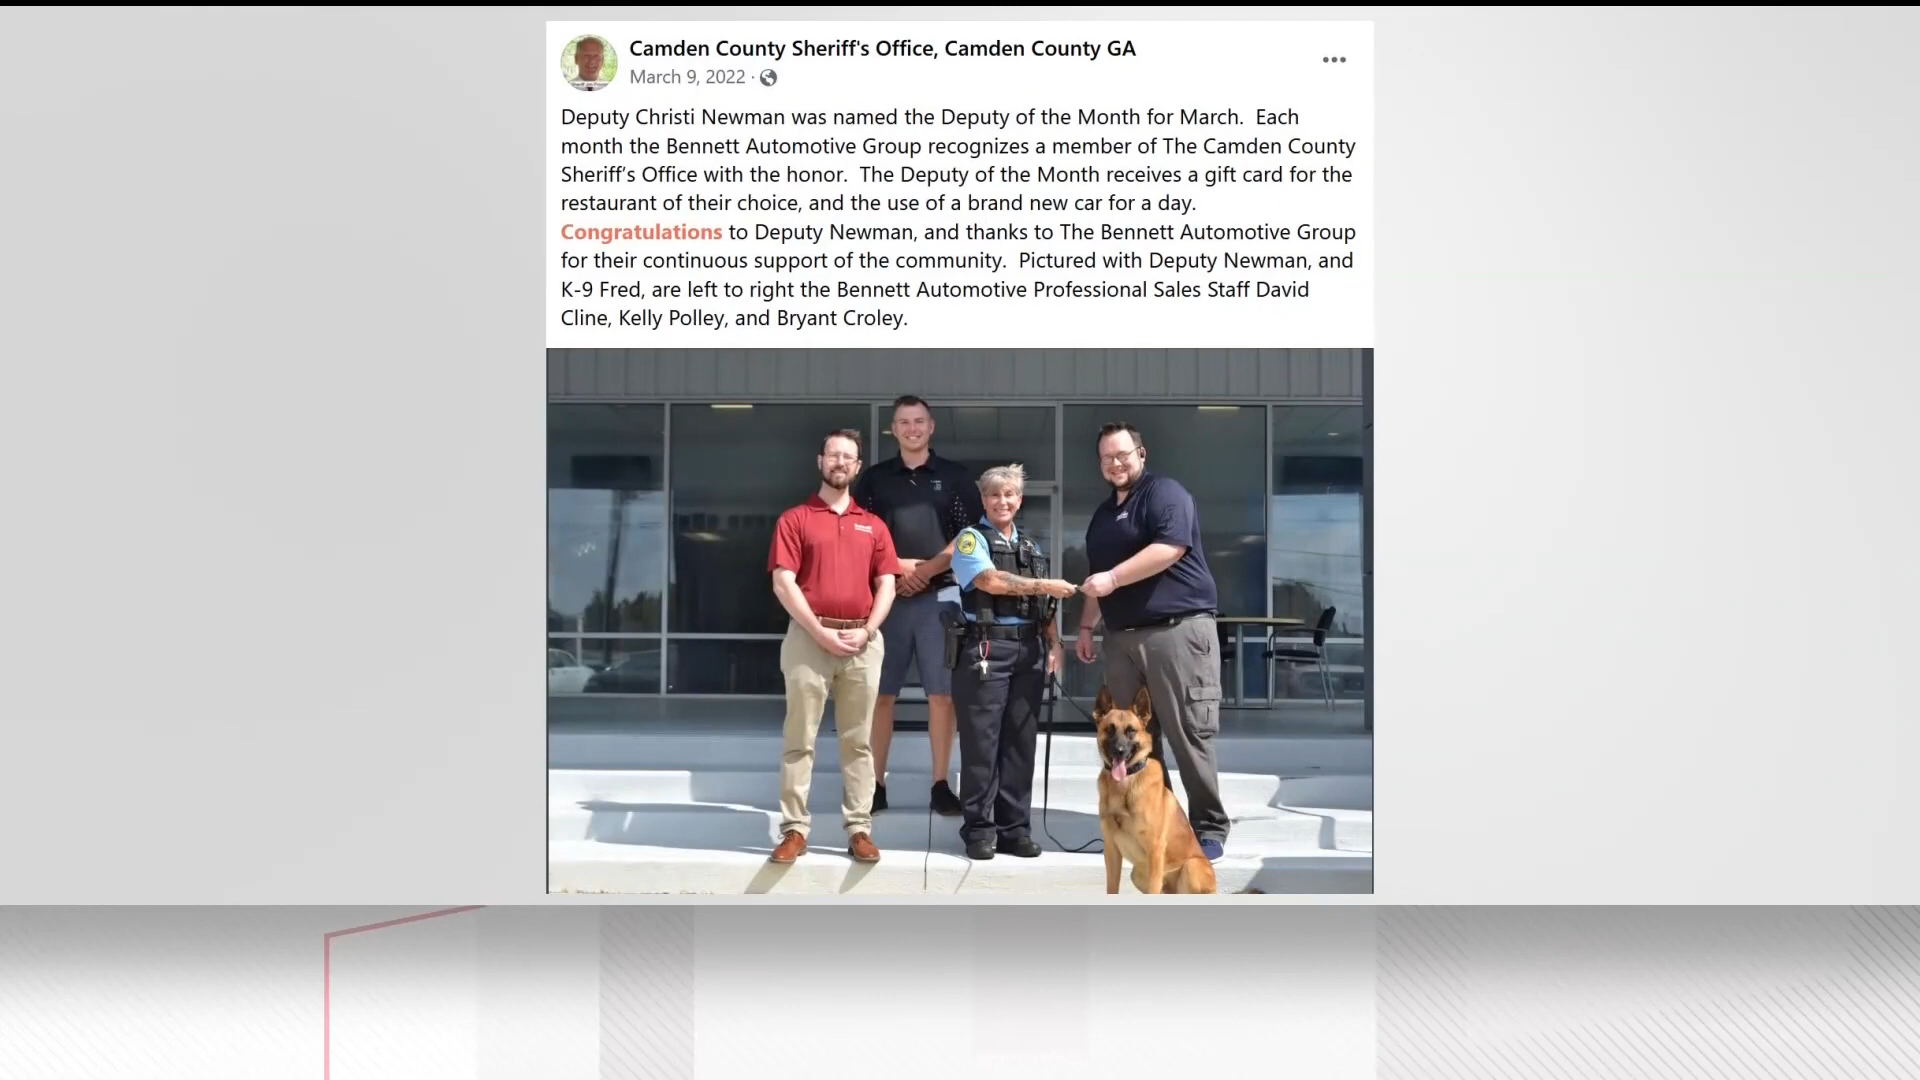 Camden County Sheriff's Office, Camden County GA
March 9, 2022 ·
Deputy Christi Newman was named the Deputy of the Month for March.  Each
month the Bennett Automotive Group recognizes a member of The Camden County
Sheriff's Office with the honor.  The Deputy of the Month receives a gift card for the
restaurant of their choice, and the use of a brand new car for a day.
Congratulations to Deputy Newman, and thanks to The Bennett Automotive Group
for their continuous support of the community.  Pictured with Deputy Newman, and
K-9 Fred, are left to right the Bennett Automotive Professional Sales Staff David
Cline, Kelly Polley, and Bryant Croley.